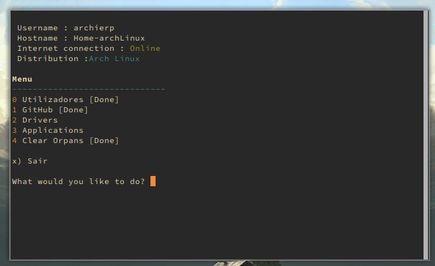 Username : archierp
Hostname : Home-archLinux
Internet connection : Online
Distribution :Arch Linux
Menu
------------------------------
0 Utilizadores [Done]
1 GitHub [Done]
2 Drivers
3 Applications
4 Clear Orpans [Done]
x) Sair
What would you like to do?